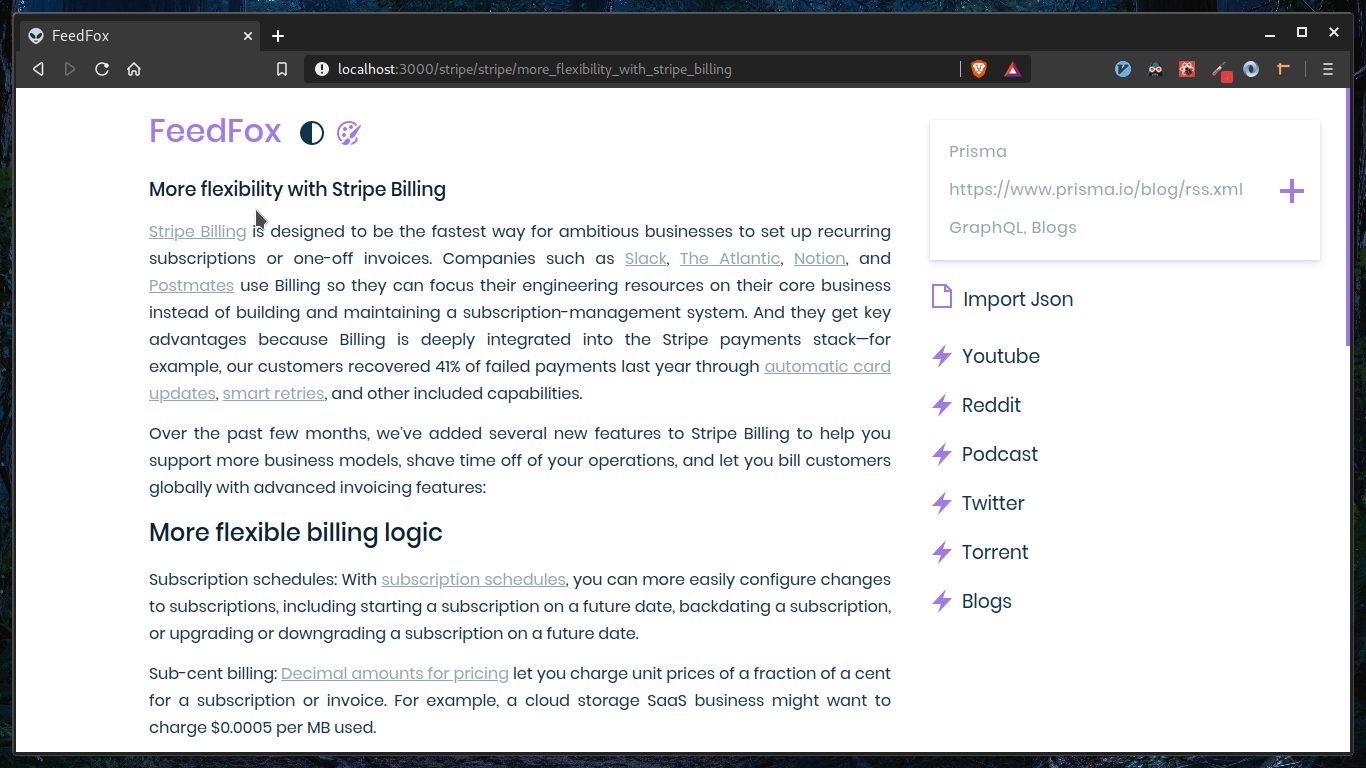 FeedFox
localhost:3000/stripe/stripe/more_flexibility_with_stripe_billing
FeedFox
More flexibility with Stripe Billing
Stripe Billing is designed to be the fastest way for ambitious businesses to set up recurring
subscriptions or one-off invoices. Companies such as Slack, The Atlantic, Notion, and
Postmates use Billing so they can focus their engineering resources on their core business
instead of building and maintaining a subscription-management system. And they get key
advantages because Billing is deeply integrated into the Stripe payments stack—for
example, our customers recovered 41% of failed payments last year through automatic card
updates, smart retries, and other included capabilities.
Over the past few months, we’ve added several new features to Stripe Billing to help you
support more business models, shave time off of your operations, and let you bill customers
globally with advanced invoicing features:
More flexible billing logic
Subscription schedules: With subscription schedules, you can more easily configure changes
to subscriptions, including starting a subscription on a future date, backdating a subscription,
or upgrading or downgrading a subscription on a future date.
Sub-cent billing: Decimal amounts for pricing let you charge unit prices of a fraction of a cent
for a subscription or invoice. For example, a cloud storage SaaS business might want to
charge $0.0005 per MB used.
Prisma
https://www.prisma.io/blog/rss.xml
GraphQL, Blogs
Import Json
Youtube
Reddit
Podcast
Twitter
Torrent
Blogs